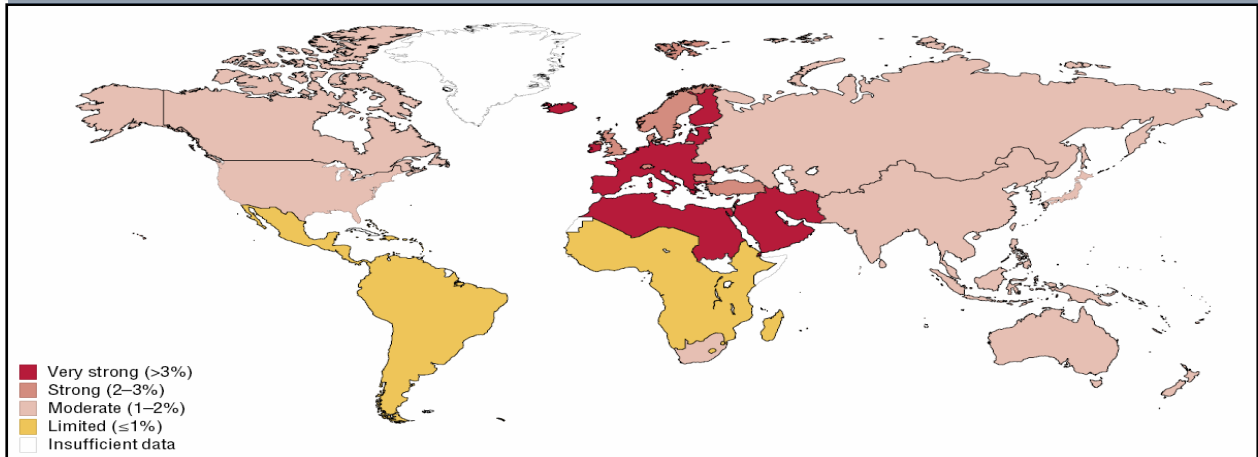 Very strong (>3%)
Strong (2–3%)
Moderate (1–2%)
Limited (≤1%)
Insufficient data